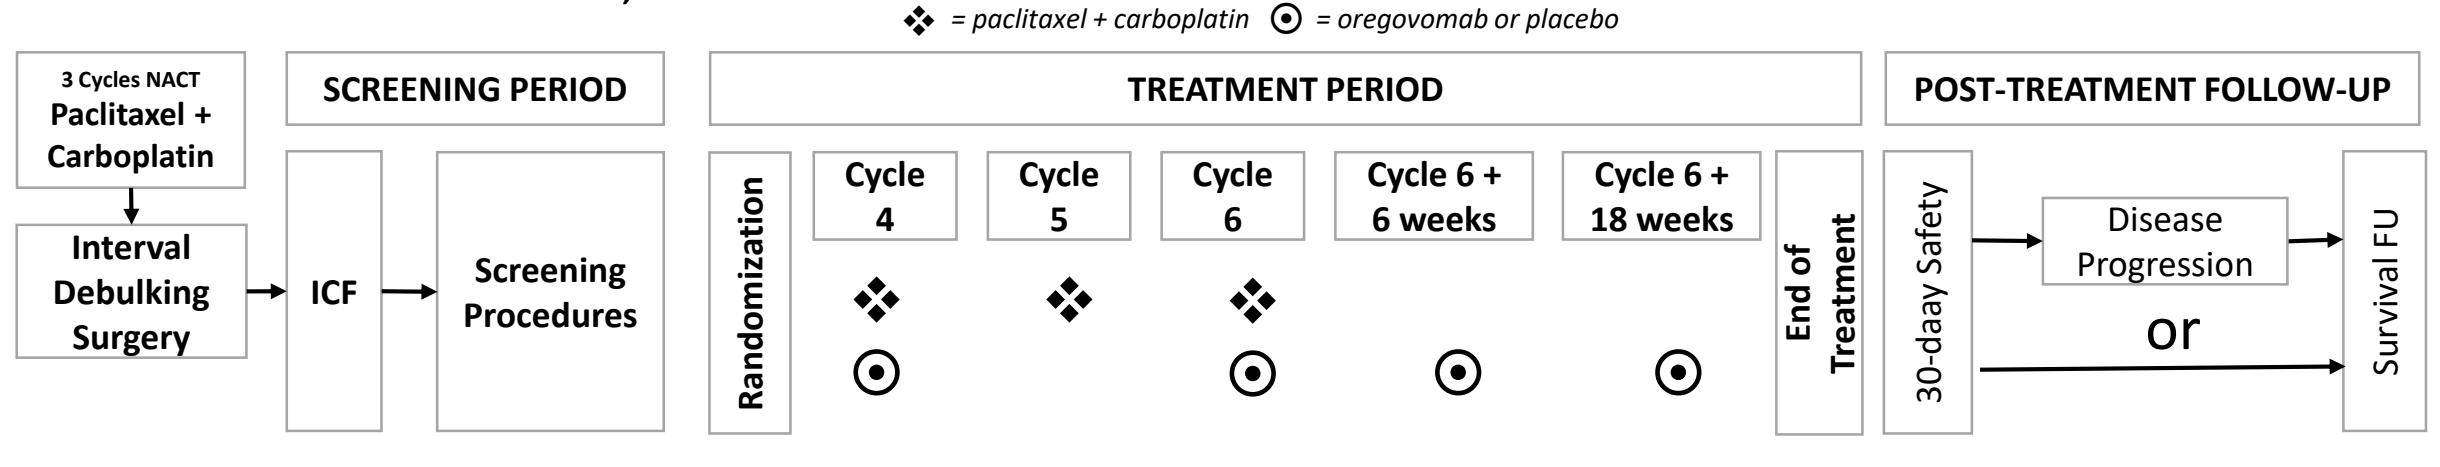 = paclitaxel + carboplatin = oregovomab or placebo
3 Cycles NACT
Paclitaxel +
Carboplatin
Interval
Debulking
Surgery
SCREENING PERIOD
ICF
Screening
Procedures
TREATMENT PERIOD
Randomization
Cycle
4
Cycle
5
Cycle
6
Cycle 6 +
6 weeks
Cycle 6 +
18 weeks
End of
Treatment
POST-TREATMENT FOLLOW-UP
30-daay Safety
Disease
Progression
or
Survival FU